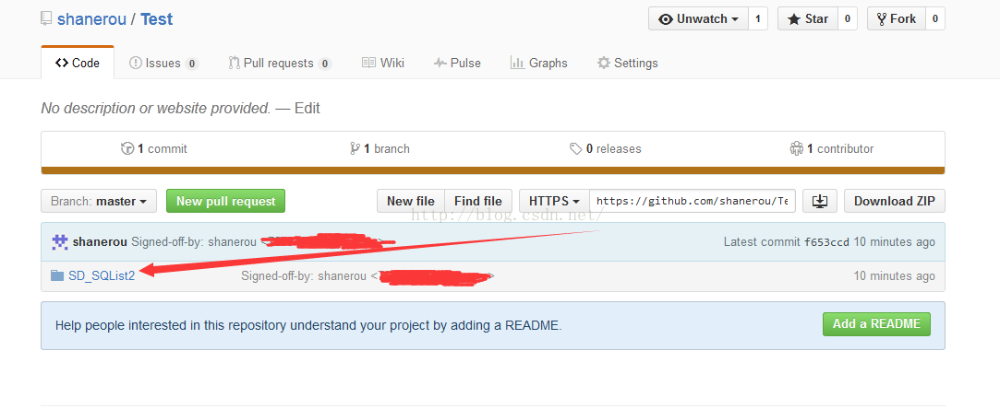 shanerou / Test
Unwatch 1 Star 0 Fork 0
Code Issues 0 Pull requests 0 Wiki Pulse Graphs Settings
No description or website provided. — Edit
1 commit 1 branch 0 releases 1 contributor
Branch: master New pull request New file Find file HTTPS https://github.com/shanerou/Te Download ZIP
http://blog.csdn.net/
shanerou Signed-off-by: shanerou < > Latest commit f653ccd 10 minutes ago
SD_SQList2 Signed-off-by: shanerou < > 10 minutes ago
Help people interested in this repository understand your project by adding a README. Add a README